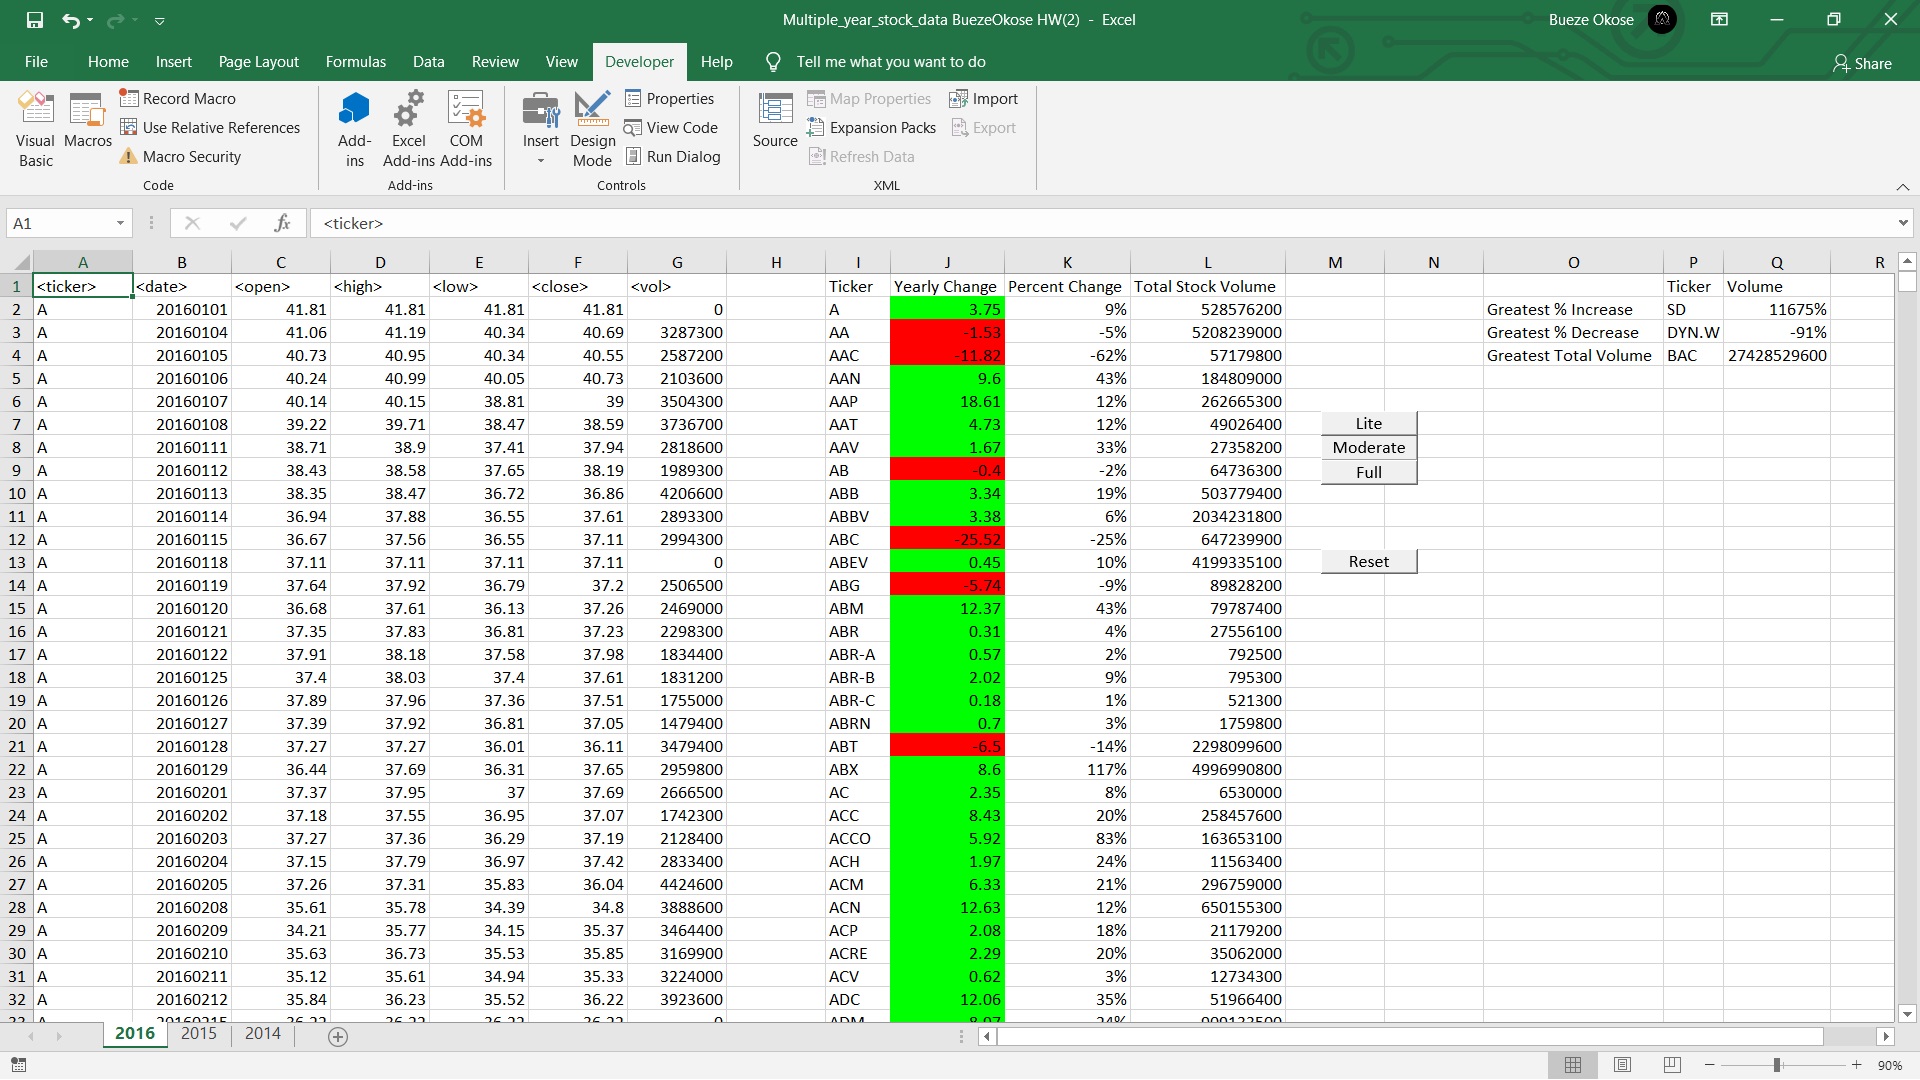 Multiple_year_stock_data BuezeOkose HW(2) - Excel
Bueze Okose
File Home Insert Page Layout Formulas Data Review View Developer Help Tell me what you want to do Share
Visual Basic
Macros
Record Macro
Use Relative References
Macro Security
Code
Add-ins
Excel Add-ins
COM Add-ins
Add-ins
Insert
Design Mode
Properties
View Code
Run Dialog
Controls
Source
Map Properties
Expansion Packs
Refresh Data
Import
Export
XML
A1 fx <ticker>
A B C D E F G H I J K L M N O P Q R
1 <ticker> <date> <open> <high> <low> <close> <vol> Ticker Yearly Change Percent Change Total Stock Volume Ticker Volume
2 A 20160101 41.81 41.81 41.81 41.81 0 A 3.75 9% 528576200 Greatest % Increase SD 11675%
3 A 20160104 41.06 41.19 40.34 40.69 3287300 AA -1.53 -5% 5208239000 Greatest % Decrease DYN.W -91%
4 A 20160105 40.73 40.95 40.34 40.55 2587200 AAC -11.82 -62% 57179800 Greatest Total Volume BAC 27428529600
5 A 20160106 40.24 40.99 40.05 40.73 2103600 AAN 9.6 43% 184809000
6 A 20160107 40.14 40.15 38.81 39 3504300 AAP 18.61 12% 262665300
7 A 20160108 39.22 39.71 38.47 38.59 3736700 AAT 4.73 12% 49026400 Lite
8 A 20160111 38.71 38.9 37.41 37.94 2818600 AAV 1.67 33% 27358200 Moderate
9 A 20160112 38.43 38.58 37.65 38.19 1989300 AB -0.4 -2% 64736300 Full
10 A 20160113 38.35 38.47 36.72 36.86 4206600 ABB 3.34 19% 503779400
11 A 20160114 36.94 37.88 36.55 37.61 2893300 ABBV 3.38 6% 2034231800
12 A 20160115 36.67 37.56 36.55 37.11 2994300 ABC -25.52 -25% 647239900
13 A 20160118 37.11 37.11 37.11 37.11 0 ABEV 0.45 10% 4199335100 Reset
14 A 20160119 37.64 37.92 36.79 37.2 2506500 ABG -5.74 -9% 89828200
15 A 20160120 36.68 37.61 36.13 37.26 2469000 ABM 12.37 43% 79787400
16 A 20160121 37.35 37.83 36.81 37.23 2298300 ABR 0.31 4% 27556100
17 A 20160122 37.91 38.18 37.58 37.98 1834400 ABR-A 0.57 2% 792500
18 A 20160125 37.4 38.03 37.4 37.61 1831200 ABR-B 2.02 9% 795300
19 A 20160126 37.89 37.96 37.36 37.51 1755000 ABR-C 0.18 1% 521300
20 A 20160127 37.39 37.92 36.81 37.05 1479400 ABRN 0.7 3% 1759800
21 A 20160128 37.27 37.27 36.01 36.11 3479400 ABT -6.5 -14% 2298099600
22 A 20160129 36.44 37.69 36.31 37.65 2959800 ABX 8.6 117% 4996990800
23 A 20160201 37.37 37.95 37 37.69 2666500 AC 2.35 8% 6530000
24 A 20160202 37.18 37.55 36.95 37.07 1742300 ACC 8.43 20% 258457600
25 A 20160203 37.27 37.36 36.29 37.19 2128400 ACCO 5.92 83% 163653100
26 A 20160204 37.15 37.79 36.97 37.42 2833400 ACH 1.97 24% 11563400
27 A 20160205 37.26 37.31 35.83 36.04 4424600 ACM 6.33 21% 296759000
28 A 20160208 35.61 35.78 34.39 34.8 3888600 ACN 12.63 12% 650155300
29 A 20160209 34.21 35.77 34.15 35.37 3464400 ACP 2.08 18% 21179200
30 A 20160210 35.63 36.73 35.53 35.85 3169900 ACRE 2.29 20% 35062000
31 A 20160211 35.12 35.61 34.94 35.33 3224000 ACV 0.62 3% 12734300
32 A 20160212 35.84 36.23 35.52 36.22 3923600 ADC 12.06 35% 51966400
2016 2015 2014
90%